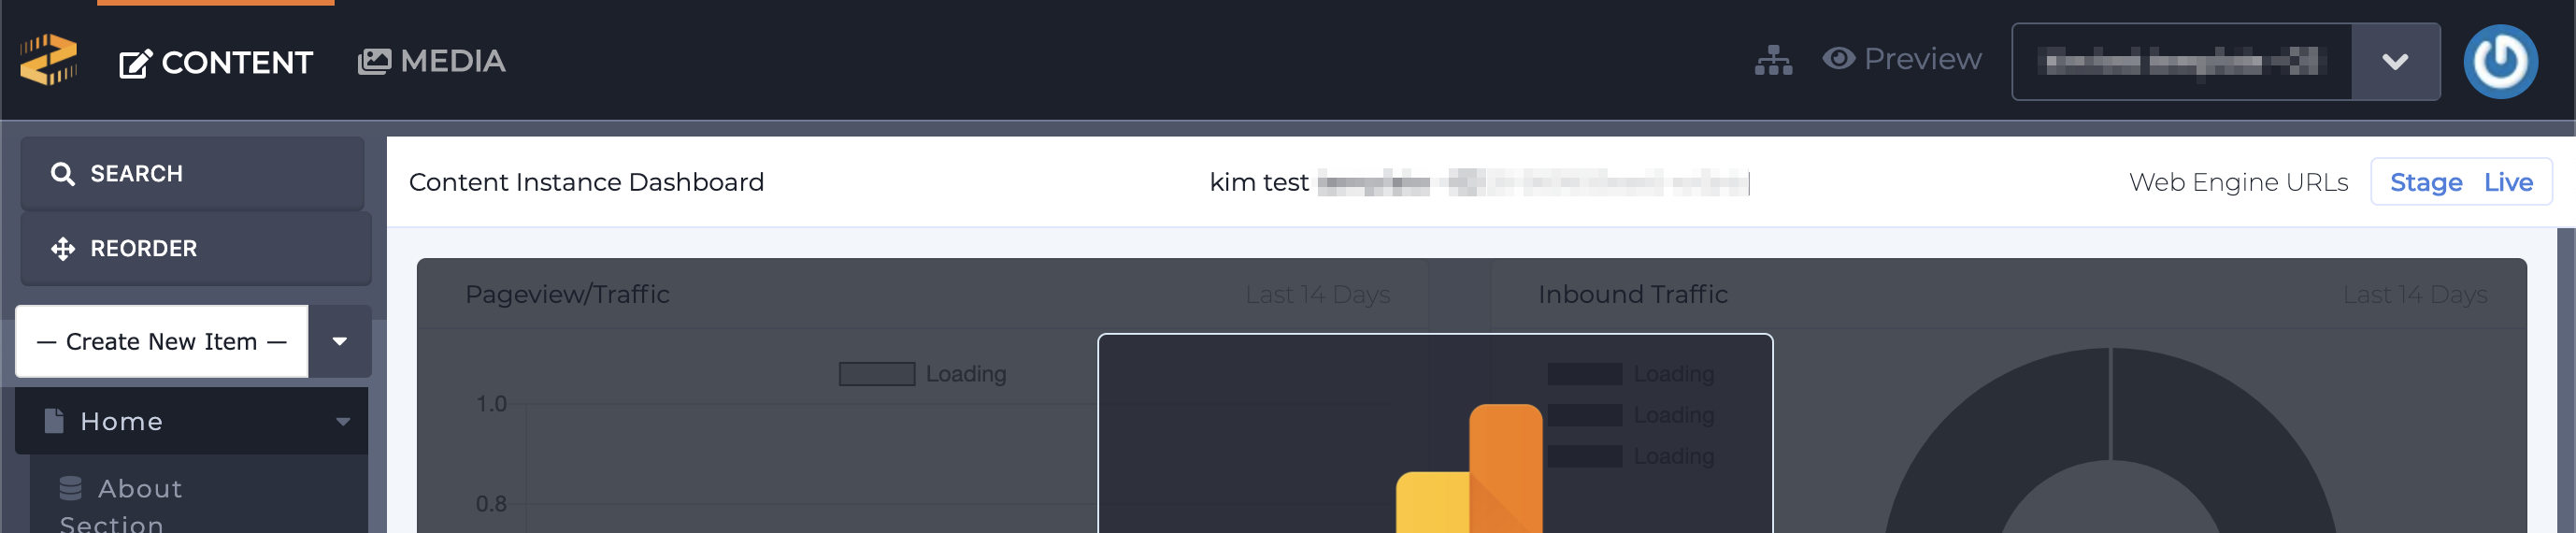 CONTENT
MEDIA
Preview
SEARCH
REORDER
— Create New Item —
Home
About
Section
Content Instance Dashboard
kim test
Web Engine URLs
Stage Live
Pageview/Traffic
Last 14 Days
Loading
1.0
0.8
Inbound Traffic
Last 14 Days
Loading
Loading
Loading